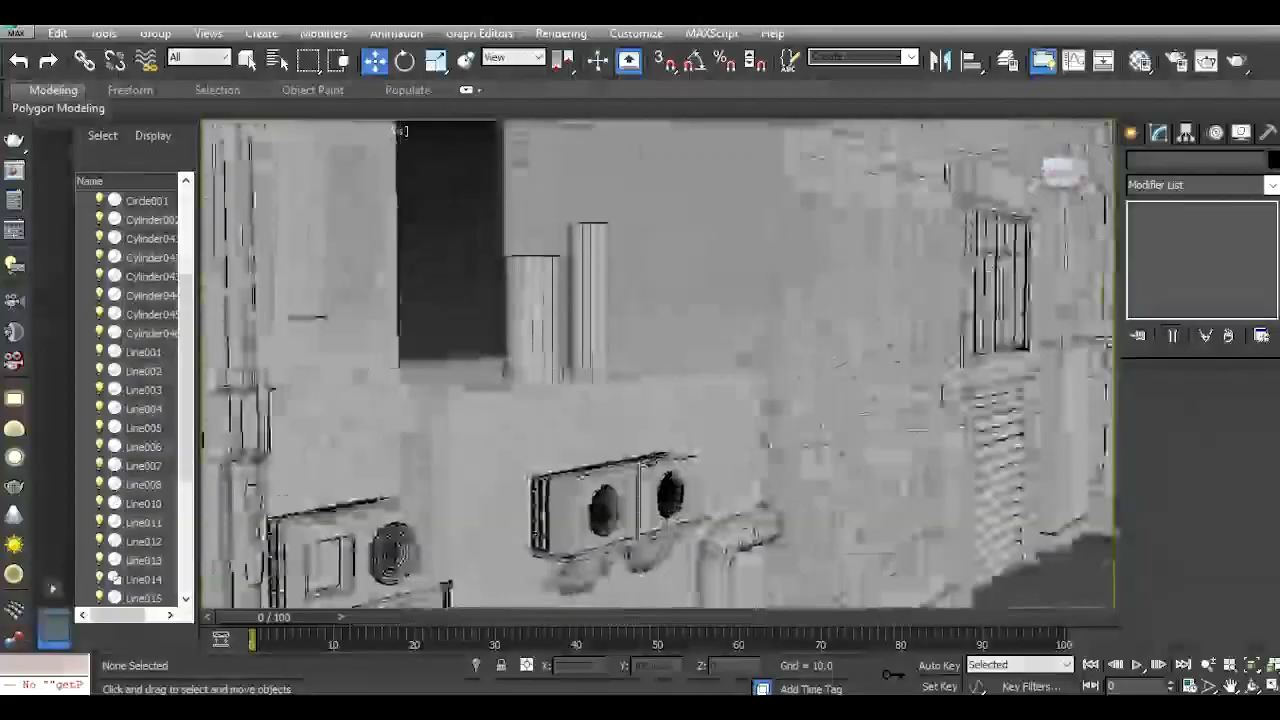 Edit Tools Group Views Create Modifiers Animation Graph Editors Rendering Customize MAXScript Help
MAX
All View
Modeling Freeform Selection Object Paint Populate
Polygon Modeling
Select Display
Name
Modifier List
Circle001
Cylinder002
Line001
Line002
Line003
Line004
Line005
Line006
Line007
Line008
Line010
Line011
Line012
Line013
Line014
Line015
0 / 100
10 20 30 40 50 60 70 80 90 100
None Selected X: Y: Z: Grid = 10.0 Auto Key Selected
Click and drag to select and move objects Add Time Tag Set Key Key Filters... 0
-- No ""getP